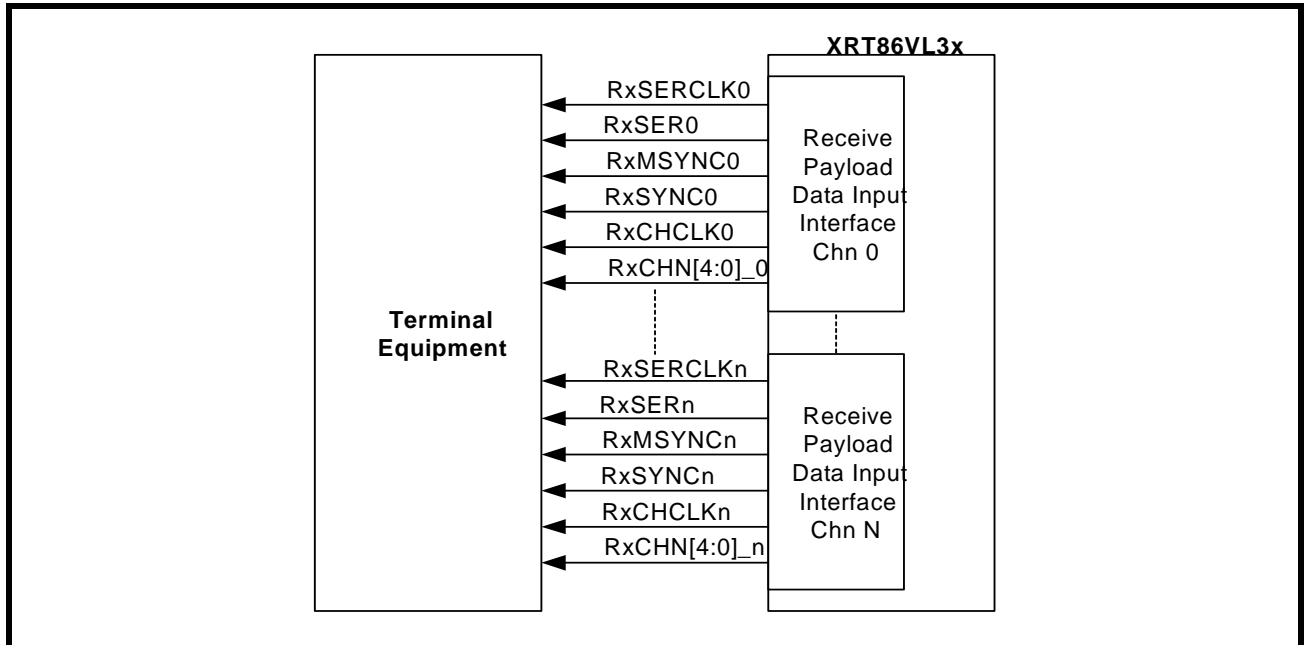 XRT86VL3x
RxSERCLK0
RxSER0
RxMSYNC0
RxSYNC0
RxCHCLK0
RxCHN[4:0]_0
Receive
Payload
Data Input
Interface
Chn 0
Terminal
Equipment
RxSERCLKn
RxSERn
RxMSYNCn
RxSYNCn
RxCHCLKn
RxCHN[4:0]_n
Receive
Payload
Data Input
Interface
Chn N